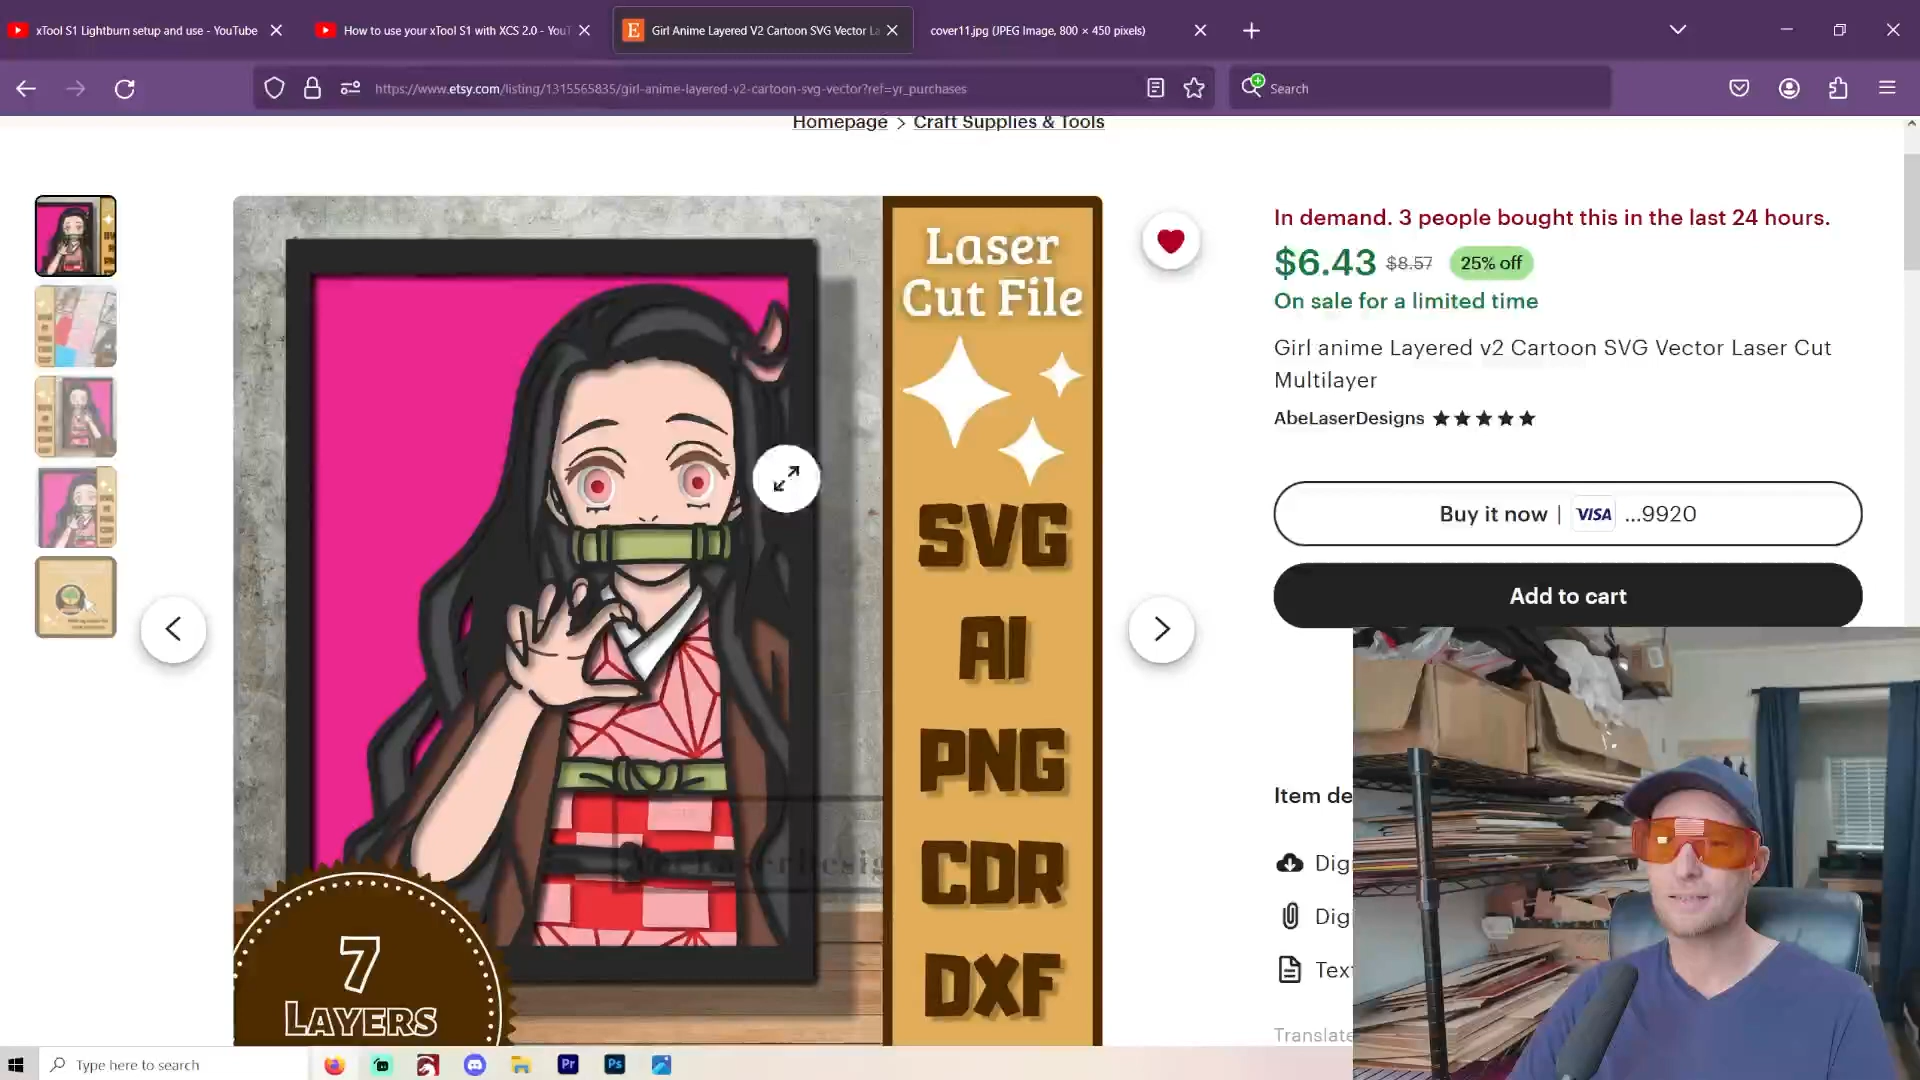 xTool S1 Lightburn setup and use - YouTube
How to use your xTool S1 with XCS 2.0 - YouT
Girl Anime Layered V2 Cartoon SVG Vector La
cover11.jpg (JPEG Image, 800 × 450 pixels)
https://www.etsy.com/listing/1315565835/girl-anime-layered-v2-cartoon-svg-vector?ref=yr_purchases
Search
Homepage > Craft Supplies & Tools
Laser
Cut File
SVG
AI
PNG
CDR
DXF
7
LAYERS
In demand. 3 people bought this in the last 24 hours.
$6.43 $8.57 25% off
On sale for a limited time
Girl anime Layered v2 Cartoon SVG Vector Laser Cut
Multilayer
AbeLaserDesigns
Buy it now | VISA ...9920
Add to cart
Item de
Dig
Dig
Text
Translate
Type here to search
Pr
Ps